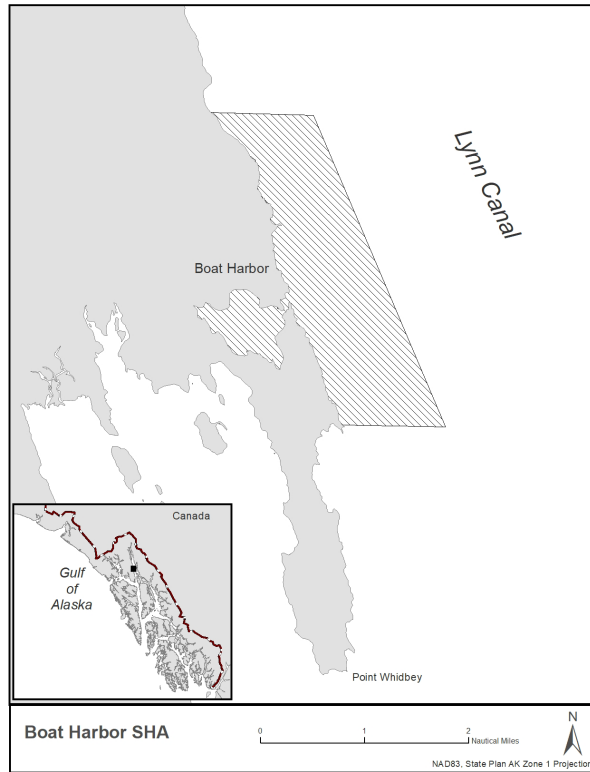 Lynn Canal
Boat Harbor
Canada
Gulf
of
Alaska
Point Whidbey
Boat Harbor SHA
0 1 2
Nautical Miles
N
NAD83, State Plan AK Zone 1 Projection